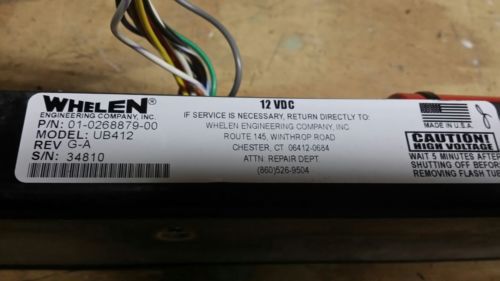 WHELEN®
ENGINEERING COMPANY, INC.
P/N: 01-0268879-00
MODEL: UB412
REV G-A
S/N: 34810
12 VDC
IF SERVICE IS NECESSARY, RETURN DIRECTLY TO:
WHELEN ENGINEERING COMPANY, INC
ROUTE 145, WINTHROP ROAD
CHESTER, CT 06412-0684
ATTN: REPAIR DEPT.
(860)526-9504
MADE IN U.S.A.
CAUTION!
HIGH VOLTAGE
WAIT 5 MINUTES AFTER
SHUTTING OFF BEFOR
REMOVING FLASH TUB